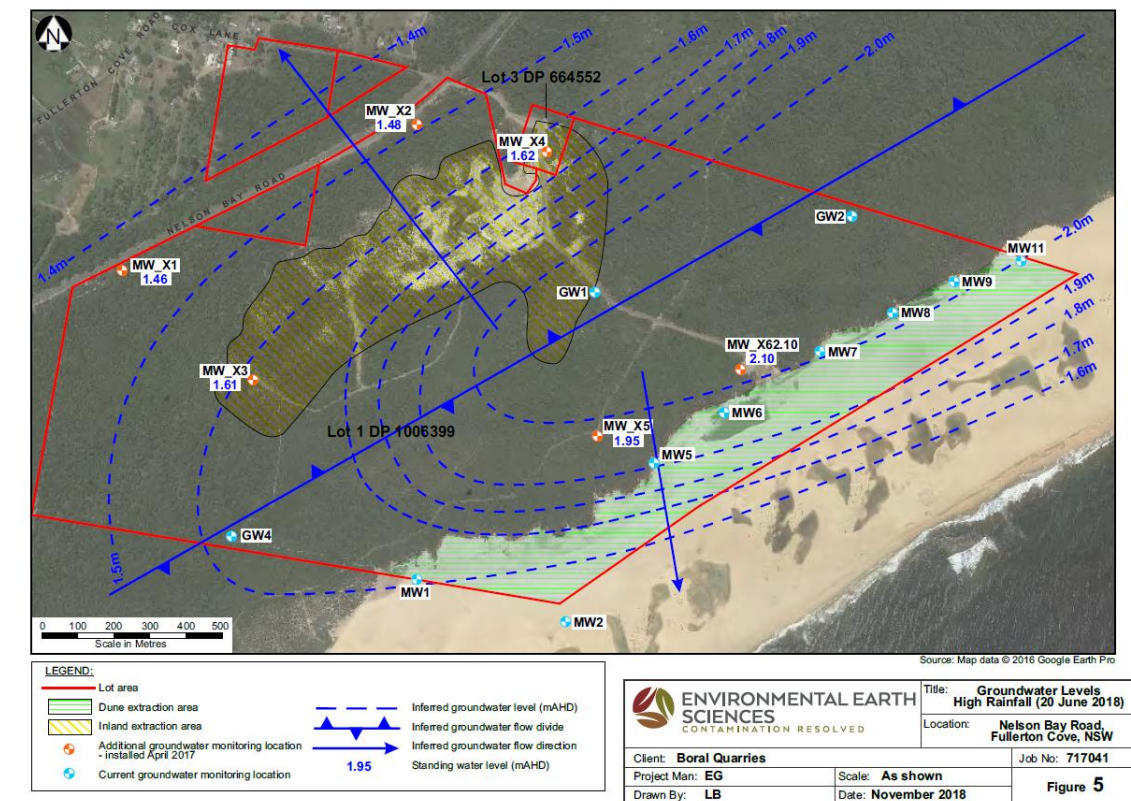 N
FULLERTON COVE ROAD
COX LANE
1.4m
1.5m
1.6m
1.7m
1.8m
1.9m
2.0m
Lot 3 DP 664552
MW_X2
1.48
MW_X4
1.62
NELSON BAY ROAD
GW2
2.0m
1.4m
MW_X1
1.46
MW11
MW9
1.9m
GW1
MW8
1.8m
MW_X62.10
2.10
MW7
1.7m
MW_X3
1.61
1.6m
MW6
Lot 1 DP 1006399
MW_X5
1.95
MW5
GW4
1.5m
MW1
MW2
0 100 200 300 400 500
Scale in Metres
Source: Map data © 2016 Google Earth Pro
LEGEND:
Lot area
Dune extraction area
Inland extraction area
Additional groundwater monitoring location
- installed April 2017
Current groundwater monitoring location
Inferred groundwater level (mAHD)
Inferred groundwater flow divide
Inferred groundwater flow direction
1.95 Standing water level (mAHD)
ENVIRONMENTAL EARTH
SCIENCES
CONTAMINATION RESOLVED
Title: Groundwater Levels
High Rainfall (20 June 2018)
Location: Nelson Bay Road,
Fullerton Cove, NSW
Client: Boral Quarries
Job No: 717041
Project Man: EG
Scale: As shown
Drawn By: LB
Date: November 2018
Figure 5